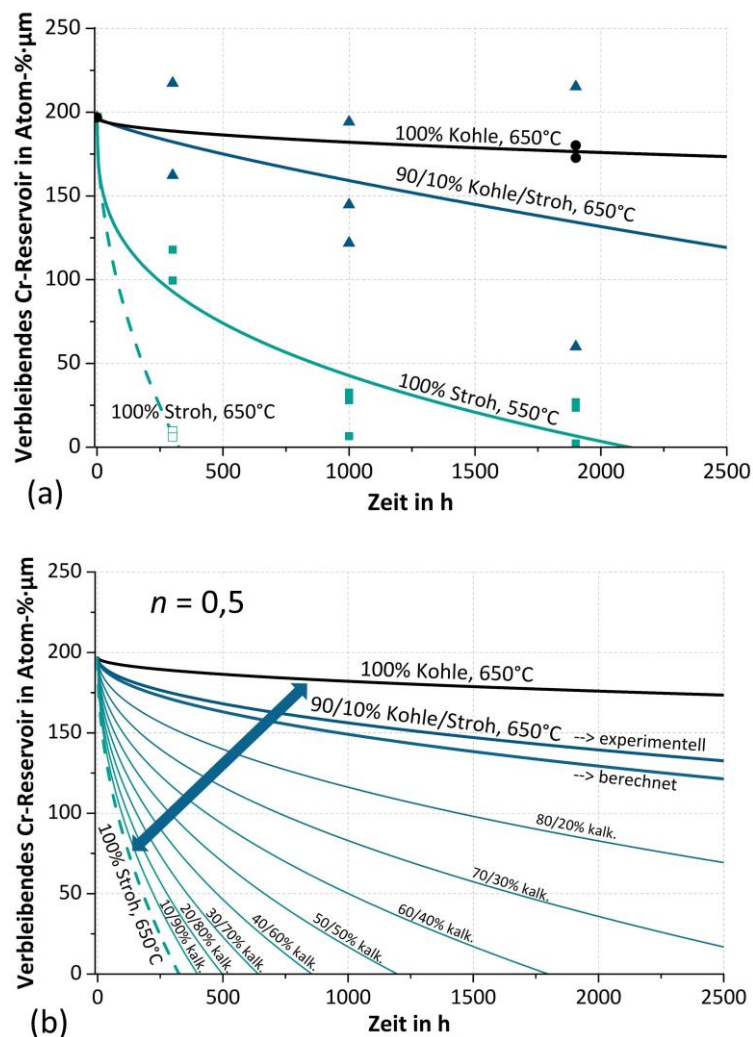 250
200
150
100
50
0
Verbleibendes Cr-Reservoir in Atom-%·µm
100% Kohle, 650°C
90/10% Kohle/Stroh, 650°C
100% Stroh, 650°C
100% Stroh, 550°C
0 500 1000 1500 2000 2500
Zeit in h
(a)
250
200
150
100
50
0
Verbleibendes Cr-Reservoir in Atom-%·µm
n = 0,5
100% Kohle, 650°C
90/10% Kohle/Stroh, 650°C
--> experimentell
--> berechnet
80/20% kalk.
70/30% kalk.
60/40% kalk.
50/50% kalk.
40/60% kalk.
30/70% kalk.
20/80% kalk.
10/90% kalk.
100% Stroh, 650°C
0 500 1000 1500 2000 2500
Zeit in h
(b)